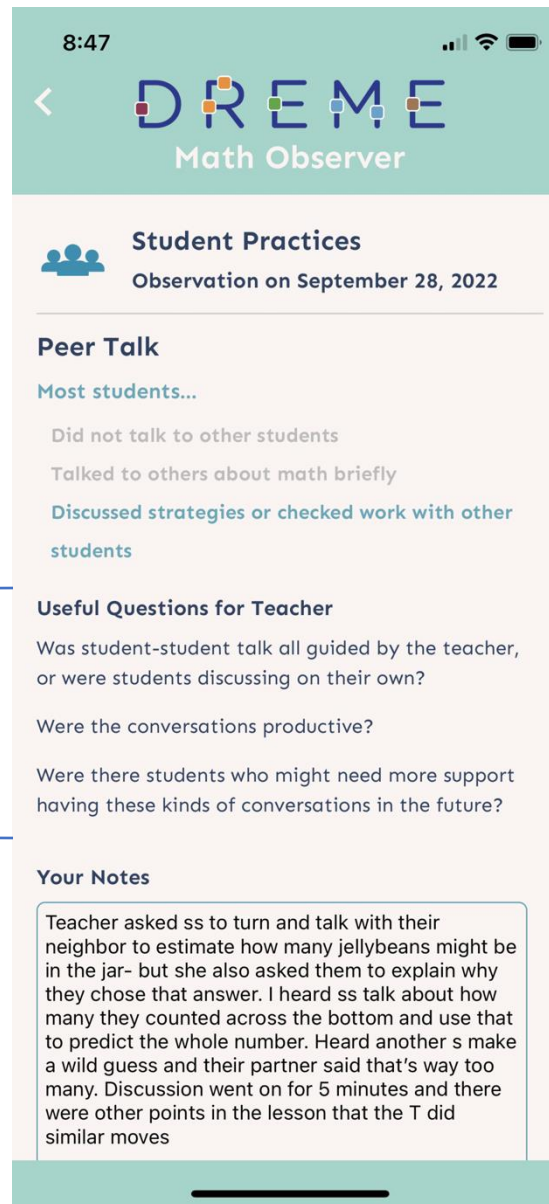 8:47
DREME
Math Observer
Student Practices
Observation on September 28, 2022
Peer Talk
Most students...
Did not talk to other students
Talked to others about math briefly
Discussed strategies or checked work with other
students
Useful Questions for Teacher
Was student-student talk all guided by the teacher,
or were students discussing on their own?
Were the conversations productive?
Were there students who might need more support
having these kinds of conversations in the future?
Your Notes
Teacher asked ss to turn and talk with their
neighbor to estimate how many jellybeans might be
in the jar- but she also asked them to explain why
they chose that answer. I heard ss talk about how
many they counted across the bottom and use that
to predict the whole number. Heard another s make
a wild guess and their partner said that’s way too
many. Discussion went on for 5 minutes and there
were other points in the lesson that the T did
similar moves